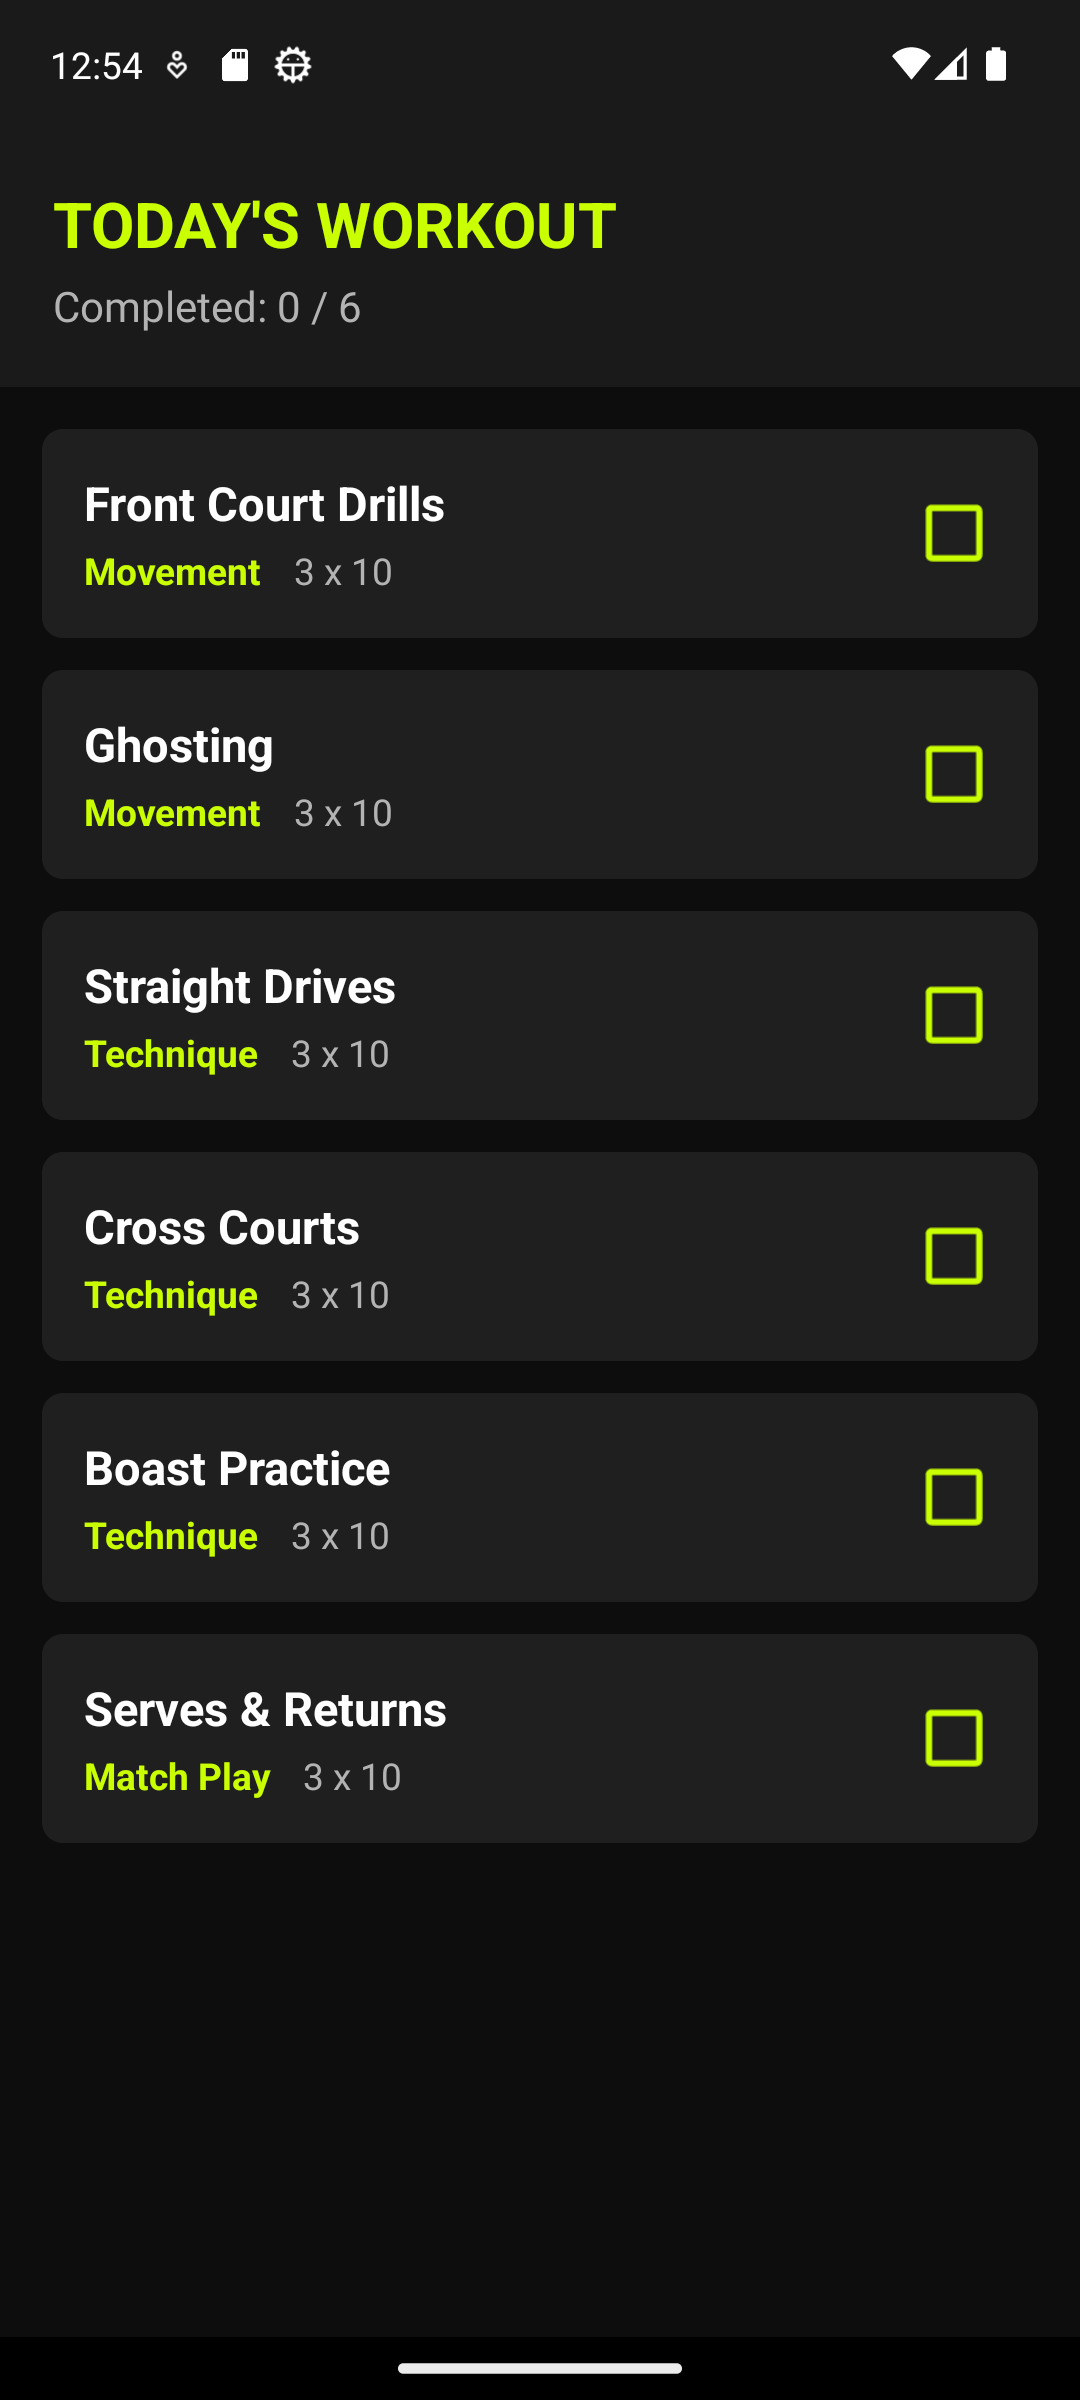 12:54
TODAY'S WORKOUT
Completed: 0 / 6
Front Court Drills
Movement 3 x 10
Ghosting
Movement 3 x 10
Straight Drives
Technique 3 x 10
Cross Courts
Technique 3 x 10
Boast Practice
Technique 3 x 10
Serves & Returns
Match Play 3 x 10